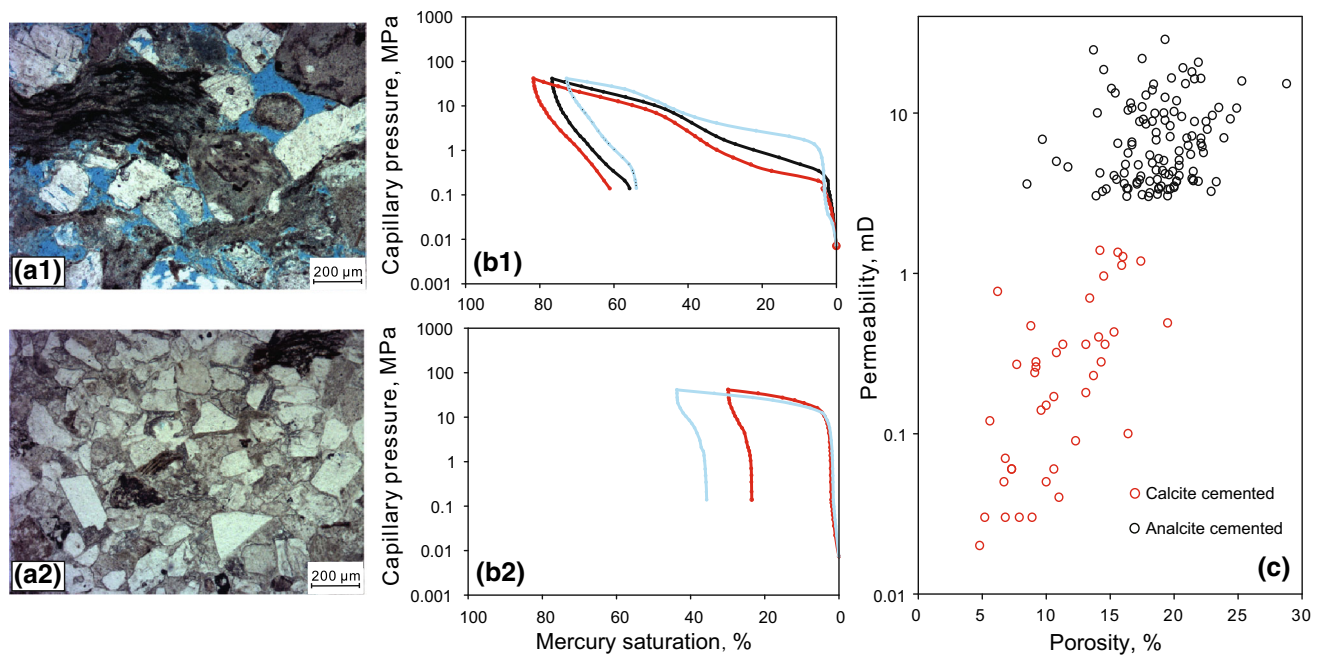 (a1)
200 µm
Capillary pressure, MPa
1000
100
10
1
0.1
0.01
0.001
(b1)
100
80
60
40
20
0
(a2)
200 µm
Capillary pressure, MPa
1000
100
10
1
0.1
0.01
0.001
(b2)
100
80
60
40
20
0
Mercury saturation, %
Permeability, mD
10
1
0.1
0.01
Calcite cemented
Analcite cemented
(c)
0
5
10
15
20
25
30
Porosity, %